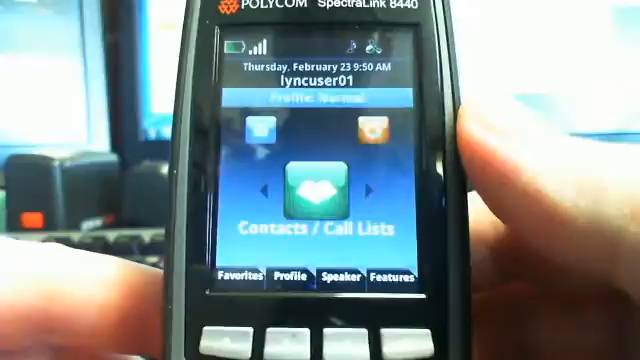 POLYCOM SpectraLink 8440
Thursday, February 23 9:50 AM
lyncuser01
Profile: Normal
Contacts / Call Lists
Favorites Profile Speaker Features